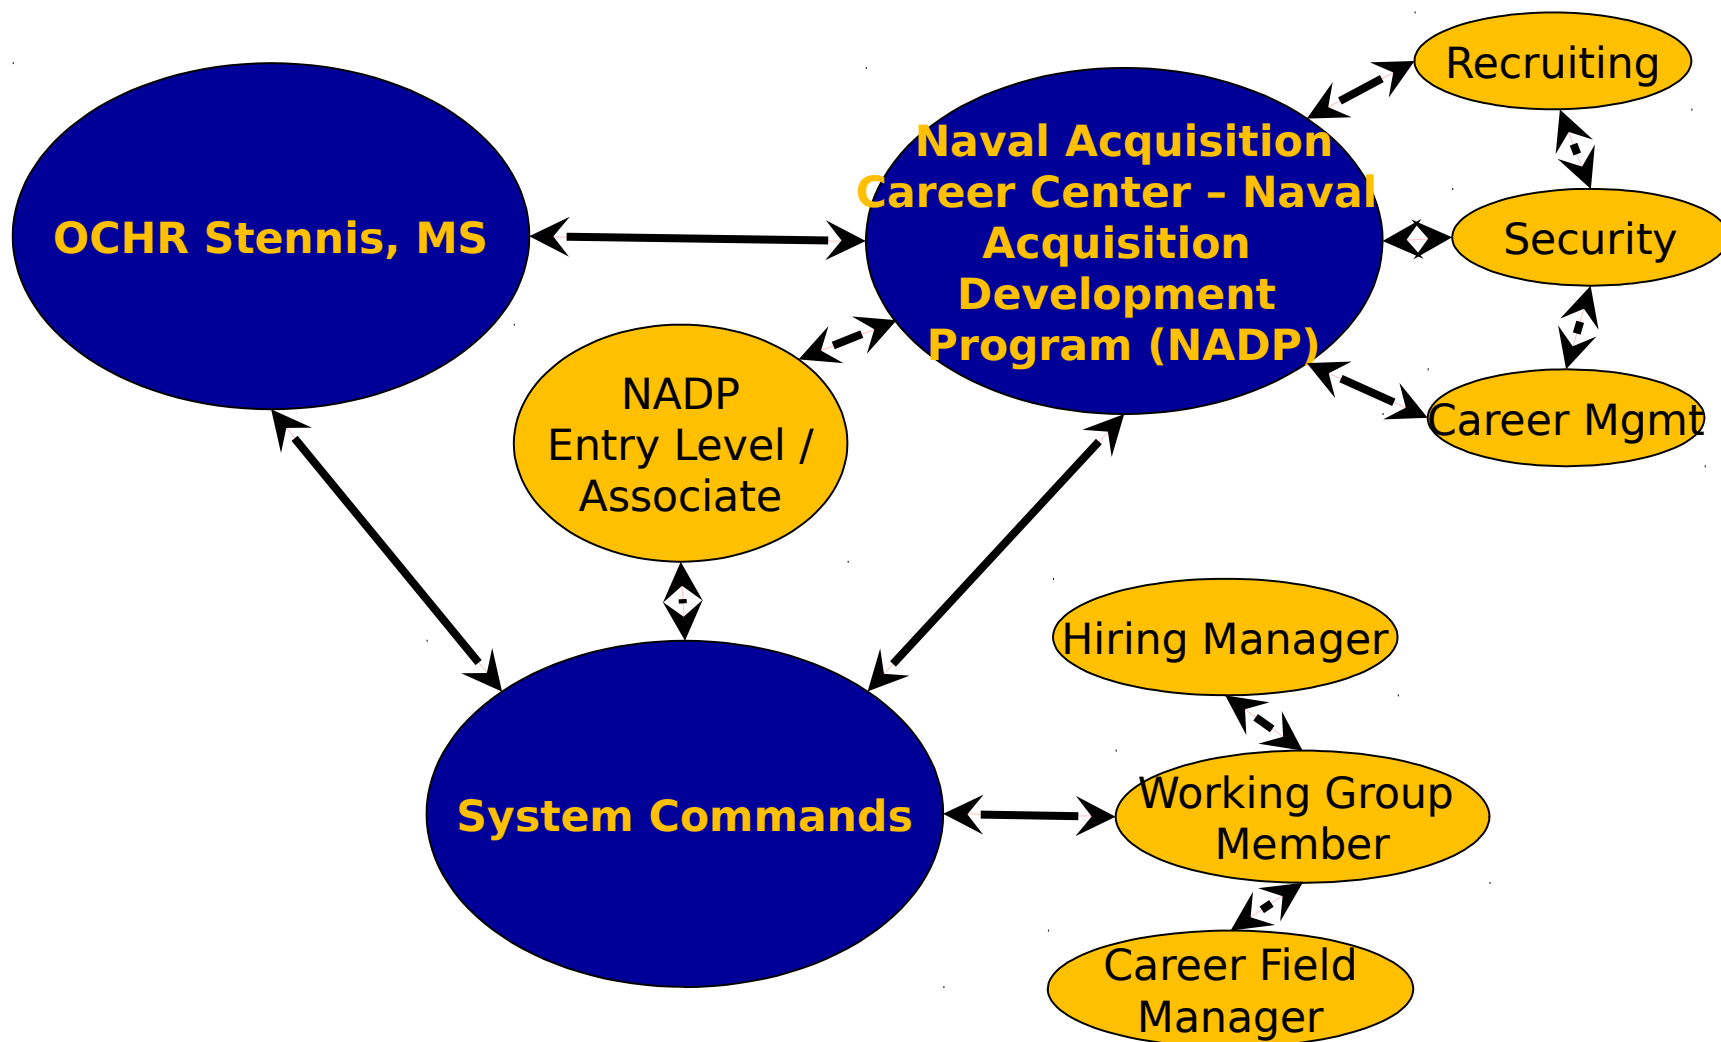 OCHR Stennis, MS
Naval Acquisition
Career Center – Naval
Acquisition
Development
Program (NADP)
Recruiting
Security
Career Mgmt
NADP
Entry Level /
Associate
System Commands
Hiring Manager
Working Group
Member
Career Field
Manager